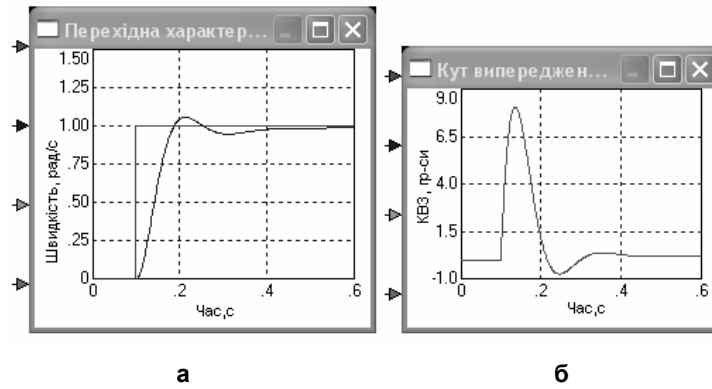 Перехідна характер...
1.50
1.25
1.00
.75
.50
.25
0
0 .2 .4 .6
Швидкість, рад/с
Час,с
а
Кут випереджен...
9.0
6.5
4.0
1.5
-1.0
0 .2 .4 .6
КВЗ, гр-си
Час,с
б